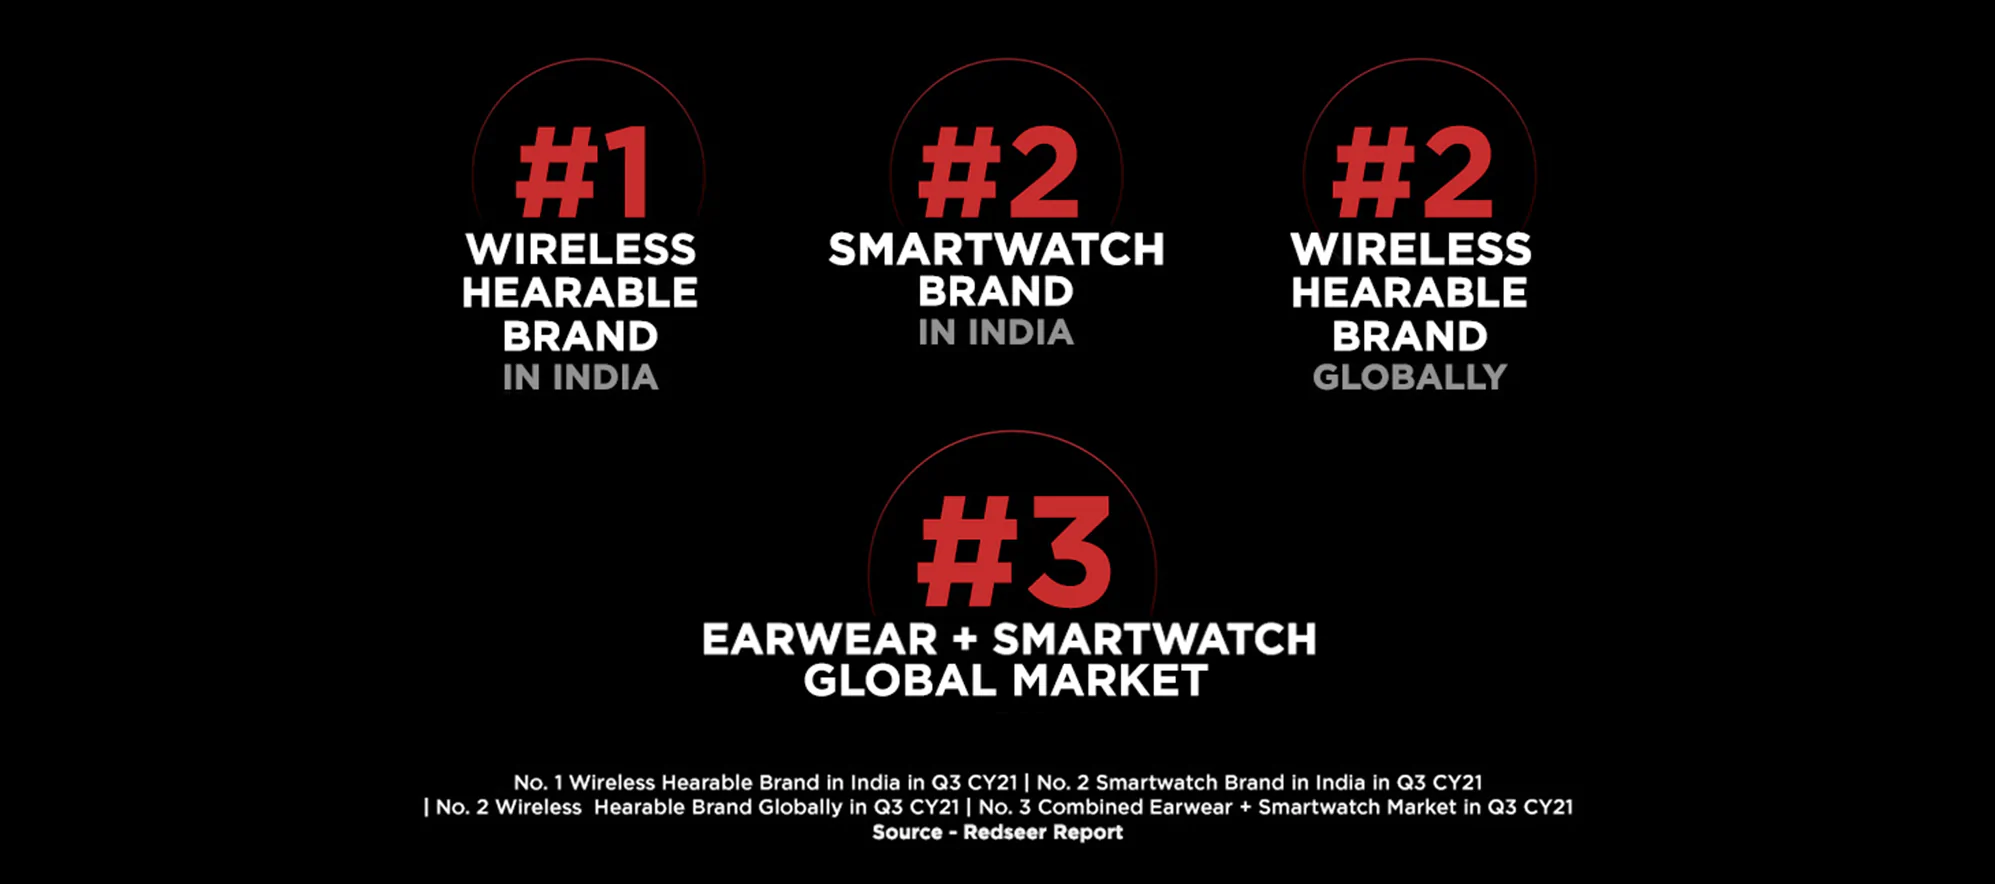 #1
WIRELESS
HEARABLE
BRAND
IN INDIA
#2
SMARTWATCH
BRAND
IN INDIA
#2
WIRELESS
HEARABLE
BRAND
GLOBALLY
#3
EARWEAR + SMARTWATCH
GLOBAL MARKET
No. 1 Wireless Hearable Brand in India in Q3 CY21 | No. 2 Smartwatch Brand in India in Q3 CY21
| No. 2 Wireless Hearable Brand Globally in Q3 CY21 | No. 3 Combined Earwear + Smartwatch Market in Q3 CY21
Source - Redseer Report